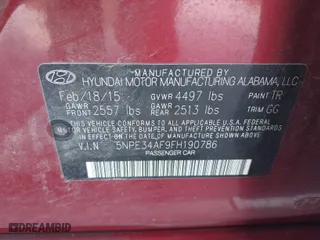 MANUFACTURED BY
HYUNDAI MOTOR MANUFACTURING ALABAMA, LLC
Feb/18/15 GVWR 4497 lbs PAINT TR
GAWR FRONT 2557 lbs GAWR REAR 2513 lbs TRIM GG
THIS VEHICLE CONFORMS TO ALL APPLICABLE
U.S. FEDERAL MOTOR VEHICLE SAFETY, BUMPER, AND
THEFT PREVENTION STANDARDS IN EFFECT ON THE
DATE OF MANUFACTURE SHOWN ABOVE.
V.I.N 5NPE34AF9FH190786
PASSENGER CAR
© DREAMBID
dreambid.com